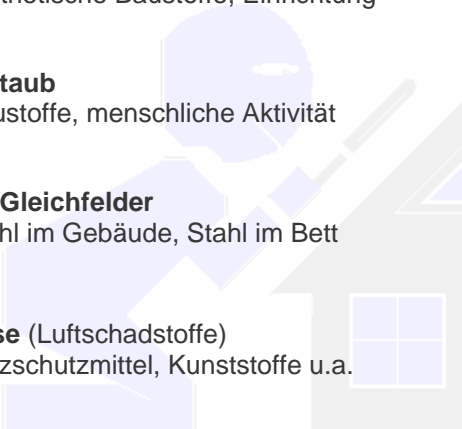 thetische Baustoffe, Einrichtung
taub
ustoffe, menschliche Aktivität
Gleichfelder
hl im Gebäude, Stahl im Bett
se (Luftschadstoffe)
zschutzmittel, Kunststoffe u.a.